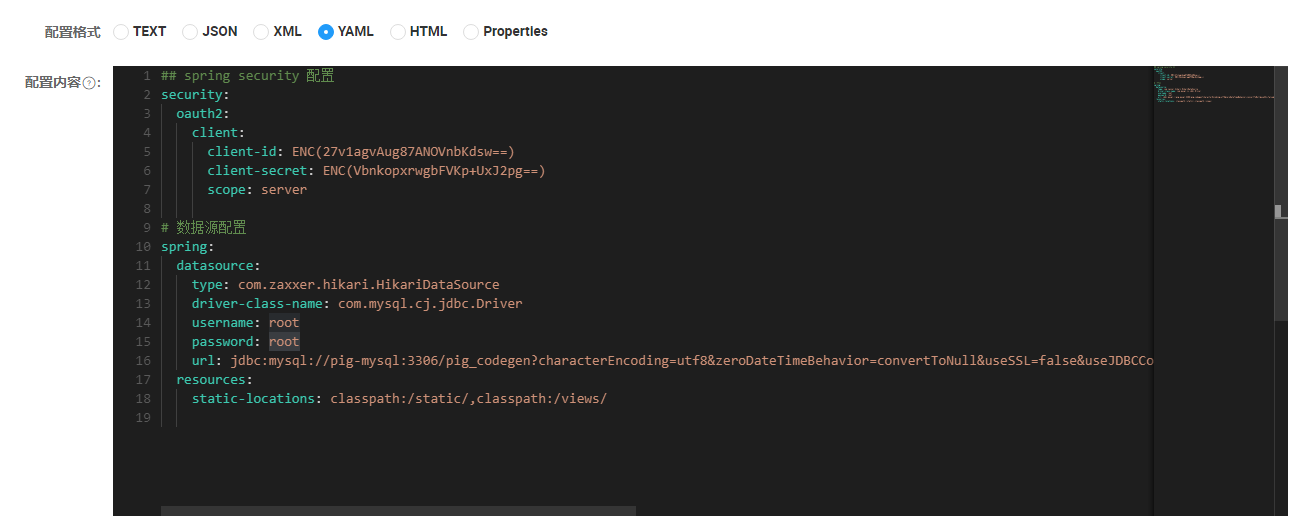 配置格式 TEXT JSON XML YAML HTML Properties
配置内容?:
1 ## spring security 配置
2 security:
3   oauth2:
4     client:
5       client-id: ENC(27v1agvAug87ANOVnbKdsw==)
6       client-secret: ENC(VbnkopxrwgbFVKp+UxJ2pg==)
7       scope: server
8
9 # 数据源配置
10 spring:
11   datasource:
12     type: com.zaxxer.hikari.HikariDataSource
13     driver-class-name: com.mysql.cj.jdbc.Driver
14     username: root
15     password: root
16     url: jdbc:mysql://pig-mysql:3306/pig_codegen?characterEncoding=utf8&zeroDateTimeBehavior=convertToNull&useSSL=false&useJDBCCo
17   resources:
18     static-locations: classpath:/static/,classpath:/views/
19